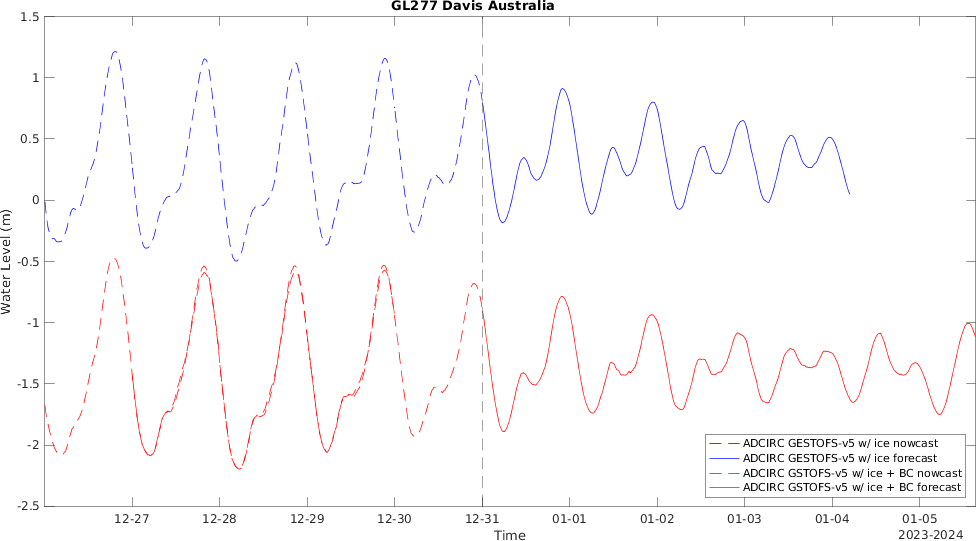 GL277 Davis Australia
1.5
1
0.5
0
-0.5
-1
-1.5
-2
-2.5
Water Level (m)
12-27 12-28 12-29 12-30 12-31 01-01 01-02 01-03 01-04 01-05
Time
2023-2024
ADCIRC GESTOFS-v5 w/ ice nowcast
ADCIRC GESTOFS-v5 w/ ice forecast
ADCIRC GSTOFS-v5 w/ ice + BC nowcast
ADCIRC GSTOFS-v5 w/ ice + BC forecast